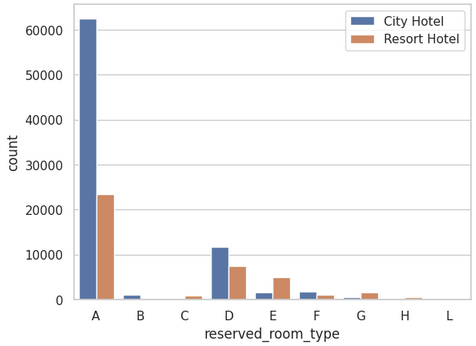 City Hotel
Resort Hotel
60000
50000
40000
30000
20000
10000
0
count
A B C D E F G H L
reserved_room_type